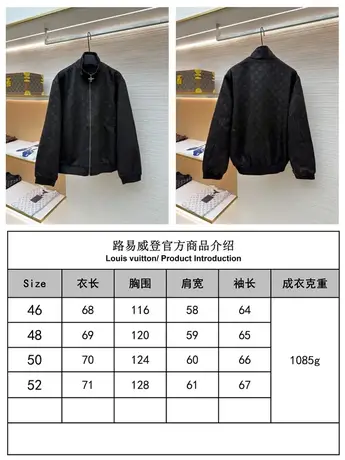 路易威登官方商品介绍
Louis vuitton/ Product Introduction
Size 衣长 胸围 肩宽 袖长 成衣克重
46 68 116 58 64
48 69 120 59 65
50 70 124 60 66 1085g
52 71 128 61 67